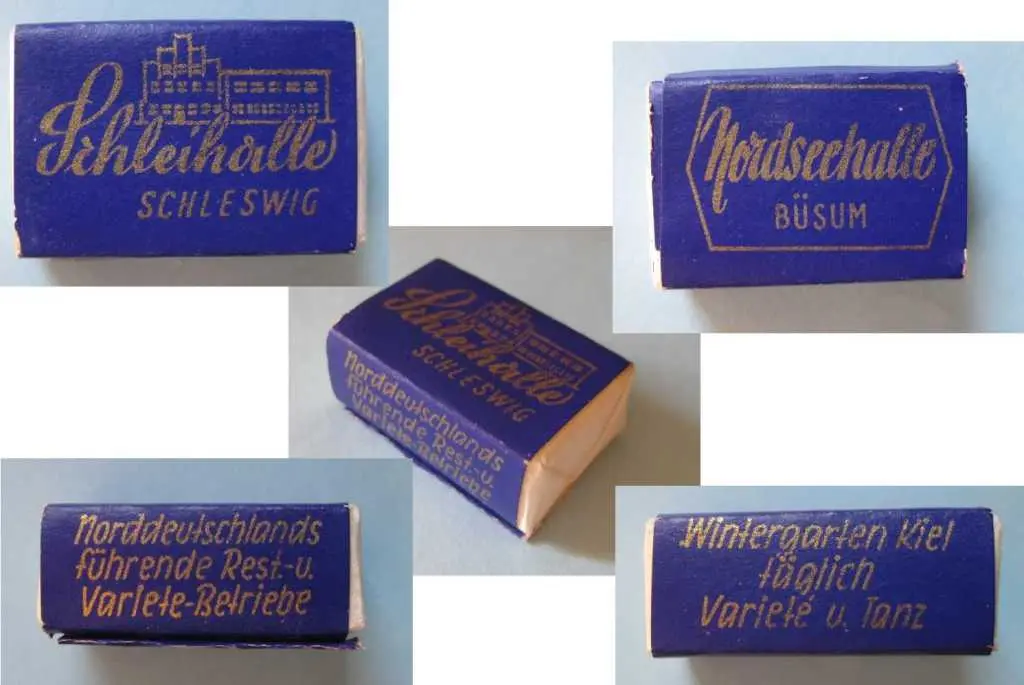 Schleihalle
SCHLESWIG
Nordseehalle
BÜSUM
Schleihalle
SCHLESWIG
Norddeutschlands
führende Rest.-u.
Variete-Betriebe
Norddeutschlands
führende Rest.-u.
Variete-Betriebe
Wintergarten Kiel
täglich
Varieté u. Tanz